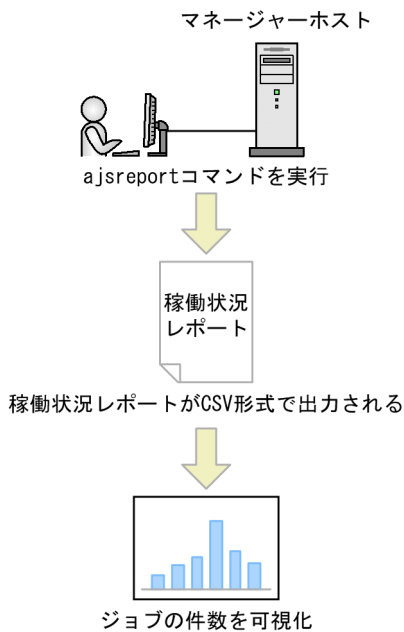 マネージャーホスト
ajsreportコマンドを実行
稼働状況
レポート
稼働状況レポートがCSV形式で出力される
ジョブの件数を可視化